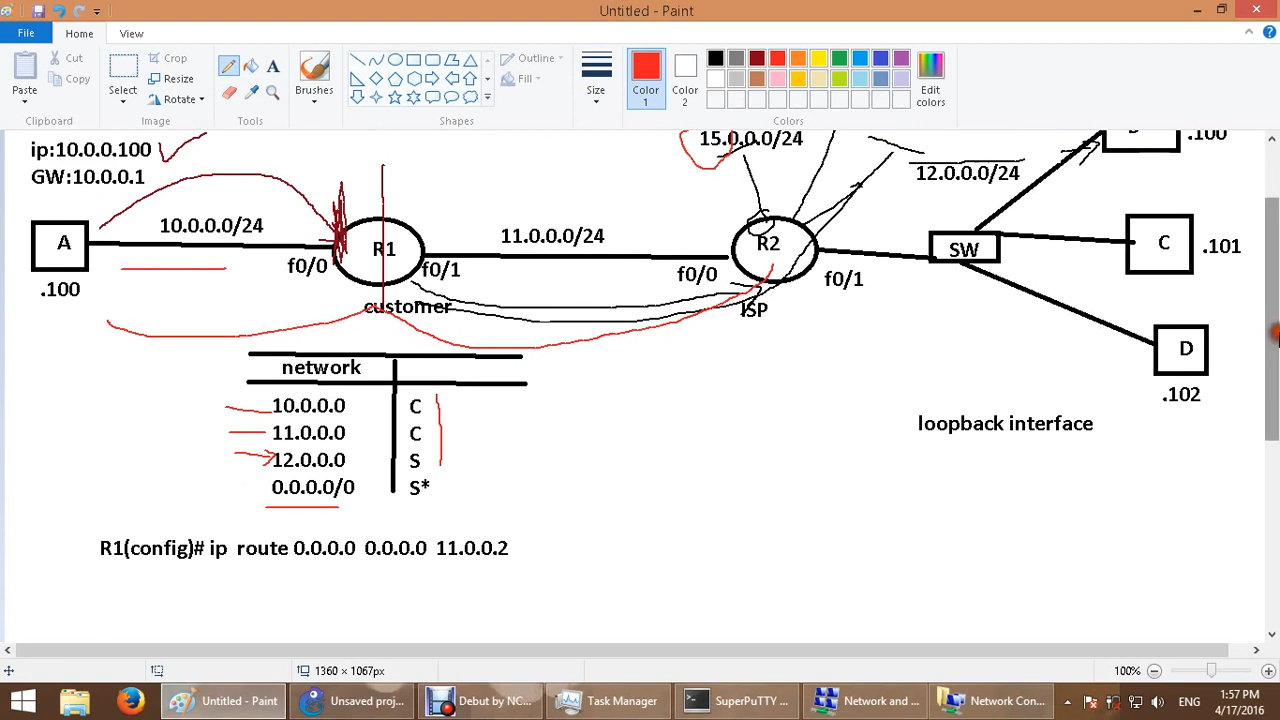 Untitled - Paint
File
Home
View
Paste
Cut
Copy
Clipboard
Select
Crop
Resize
Rotate
Image
Tools
Brushes
Shapes
Outline
Fill
Size
Color 1
Color 2
Edit colors
Colors
ip:10.0.0.100
GW:10.0.0.1
15.0.0.0/24
12.0.0.0/24
.100
A
10.0.0.0/24
R1
11.0.0.0/24
R2
SW
C
.101
f0/0
f0/1
f0/0
f0/1
.100
customer
ISP
D
.102
network
10.0.0.0 C
11.0.0.0 C
12.0.0.0 S
0.0.0.0/0 S*
loopback interface
R1(config)# ip route 0.0.0.0 0.0.0.0 11.0.0.2
1360 × 1067px
100%
Untitled - Paint
Unsaved proj...
Debut by NC...
Task Manager
SuperPuTTY ...
Network and ...
Network Con...
ENG
1:57 PM
4/17/2016